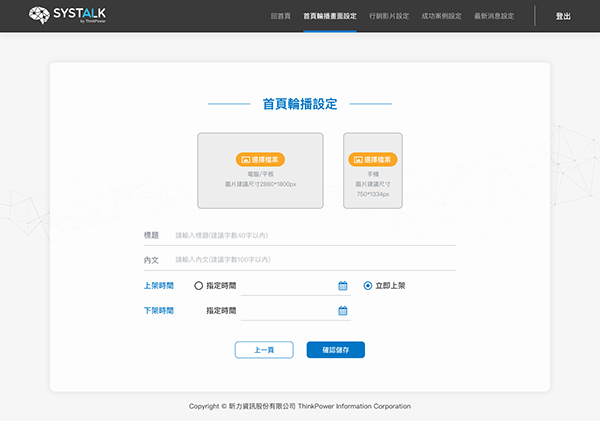 SYSTALK
by ThinkPower
回首頁 首頁輪播畫面設定 行銷影片設定 成功案例設定 最新消息設定 登出
首頁輪播設定
選擇檔案
電腦/平板
圖片建議尺寸2880*1800px
選擇檔案
手機
圖片建議尺寸
750*1334px
標題 請輸入標題(建議字數40字以內)
內文 請輸入內文(建議字數100字以內)
上架時間 指定時間 立即上架
下架時間 指定時間
上一頁 確認儲存
Copyright © 昕力資訊股份有限公司 ThinkPower Information Corporation